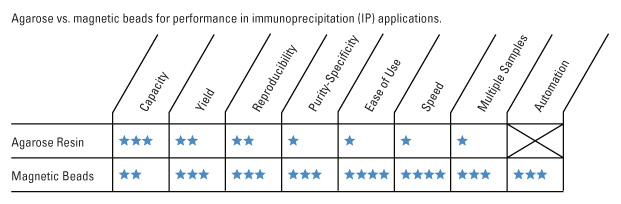 Agarose vs. magnetic beads for performance in immunoprecipitation (IP) applications.
Capacity
Yield
Reproducibility
Purity-Specificity
Ease of Use
Speed
Multiple Samples
Automation
Agarose Resin
Magnetic Beads